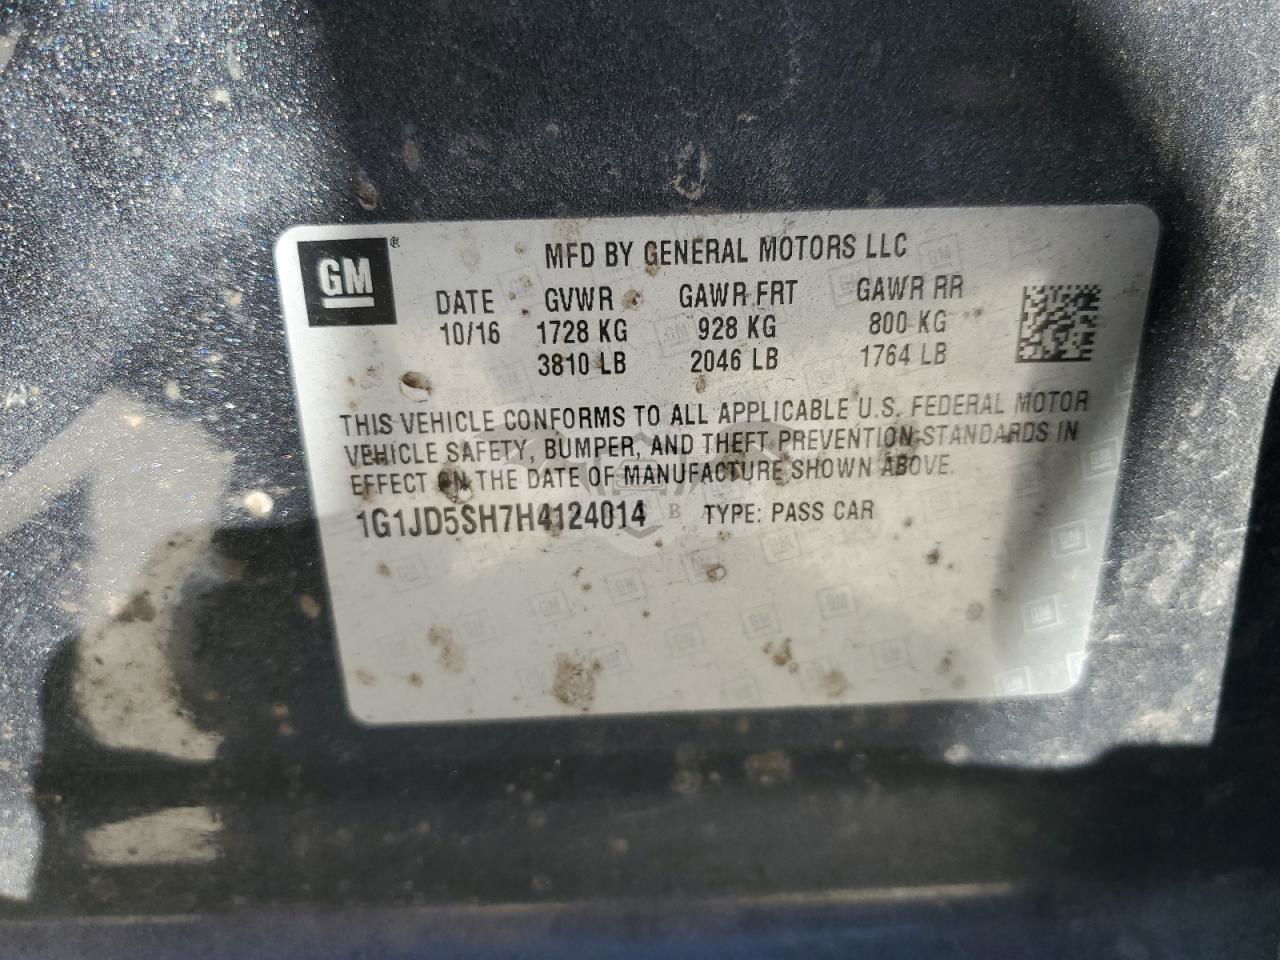 GM ®
MFD BY GENERAL MOTORS LLC
DATE GVWR GAWR FRT GAWR RR
10/16 1728 KG 928 KG 800 KG
3810 LB 2046 LB 1764 LB
THIS VEHICLE CONFORMS TO ALL APPLICABLE U.S. FEDERAL MOTOR
VEHICLE SAFETY, BUMPER, AND THEFT PREVENTION STANDARDS IN
EFFECT ON THE DATE OF MANUFACTURE SHOWN ABOVE.
1G1JD5SH7H4124014 TYPE: PASS CAR